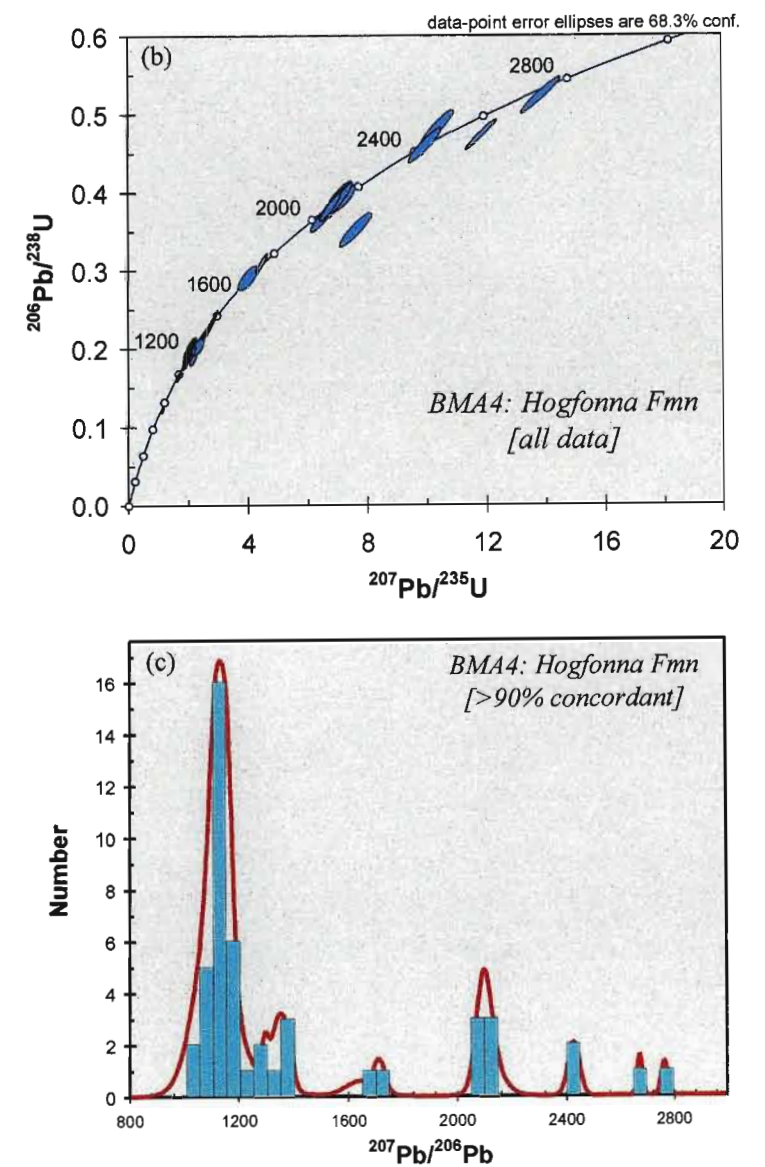 data-point error ellipses are 68.3% conf.
(b)
0.6
0.5
0.4
0.3
0.2
0.1
0.0
2800
2400
2000
1600
1200
206Pb/238U
BMA4: Hogfonna Fmn
[all data]
0 4 8 12 16 20
207Pb/235U
(c)
BMA4: Hogfonna Fmn
[>90% concordant]
16
14
12
10
8
6
4
2
0
Number
800 1200 1600 2000 2400 2800
207Pb/206Pb